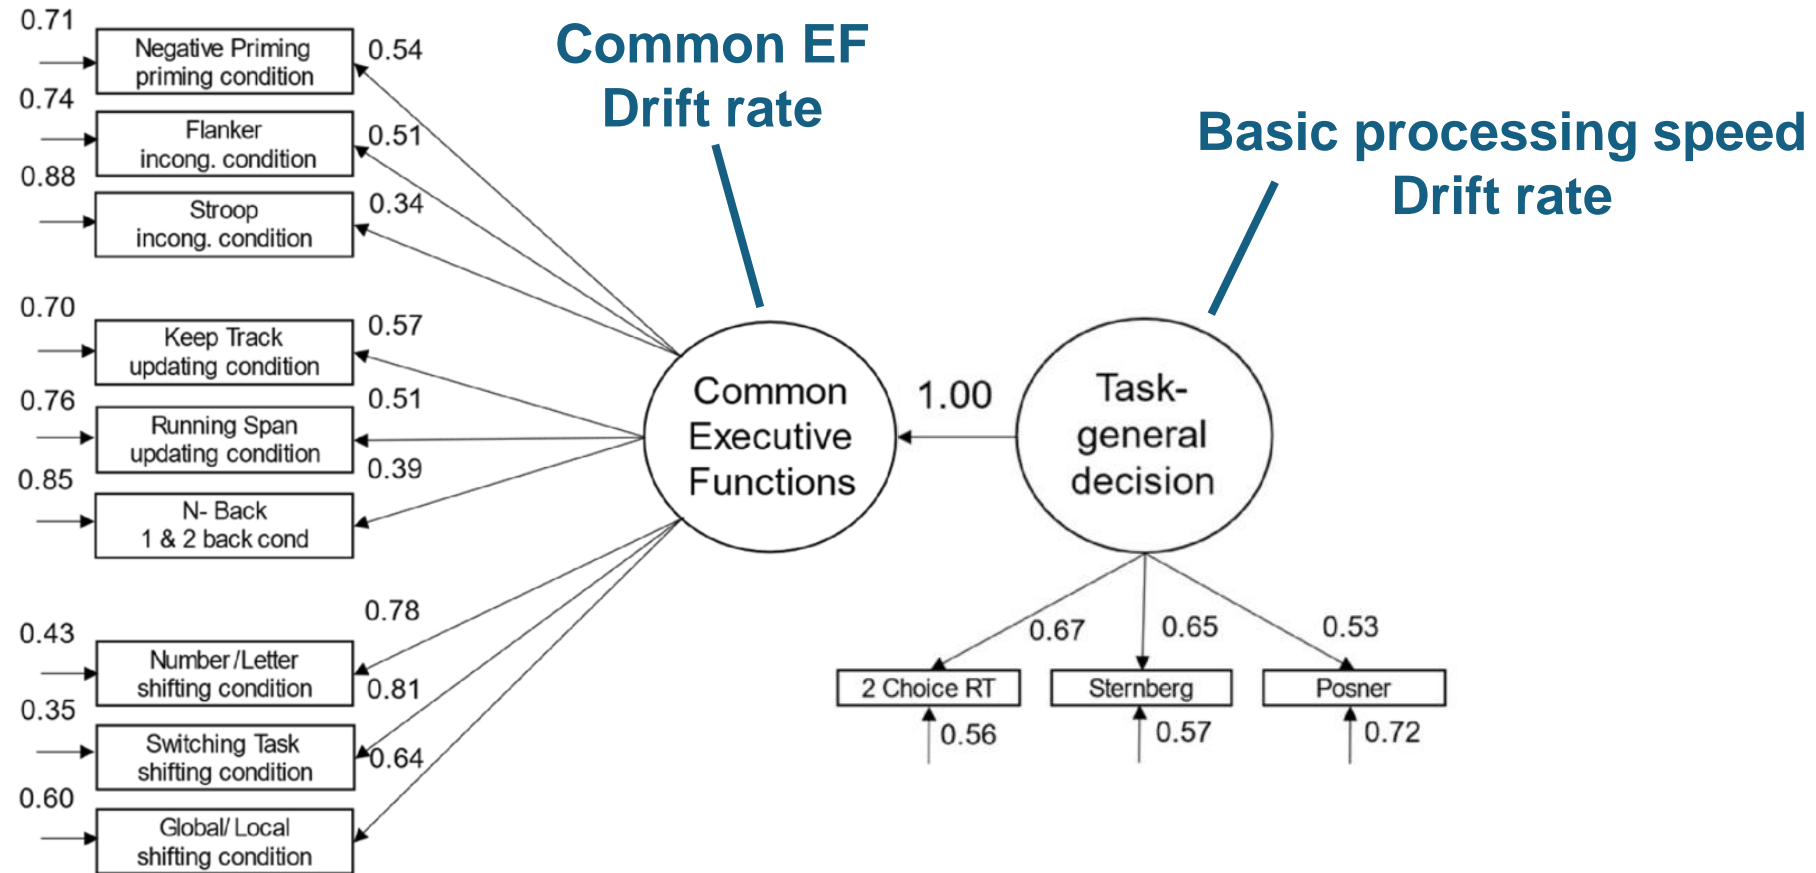 Common EF
Drift rate
Basic processing speed
Drift rate
0.71
Negative Priming
priming condition
0.54
0.74
Flanker
incong. condition
0.51
0.88
Stroop
incong. condition
0.34
0.70
Keep Track
updating condition
0.57
0.76
Running Span
updating condition
0.51
0.85
N- Back
1 & 2 back cond
0.39
0.43
Number/Letter
shifting condition
0.78
0.35
Switching Task
shifting condition
0.81
0.60
Global/ Local
shifting condition
0.64
Common
Executive
Functions
1.00
Task-
general
decision
0.67
0.65
0.53
2 Choice RT
Sternberg
Posner
0.56
0.57
0.72